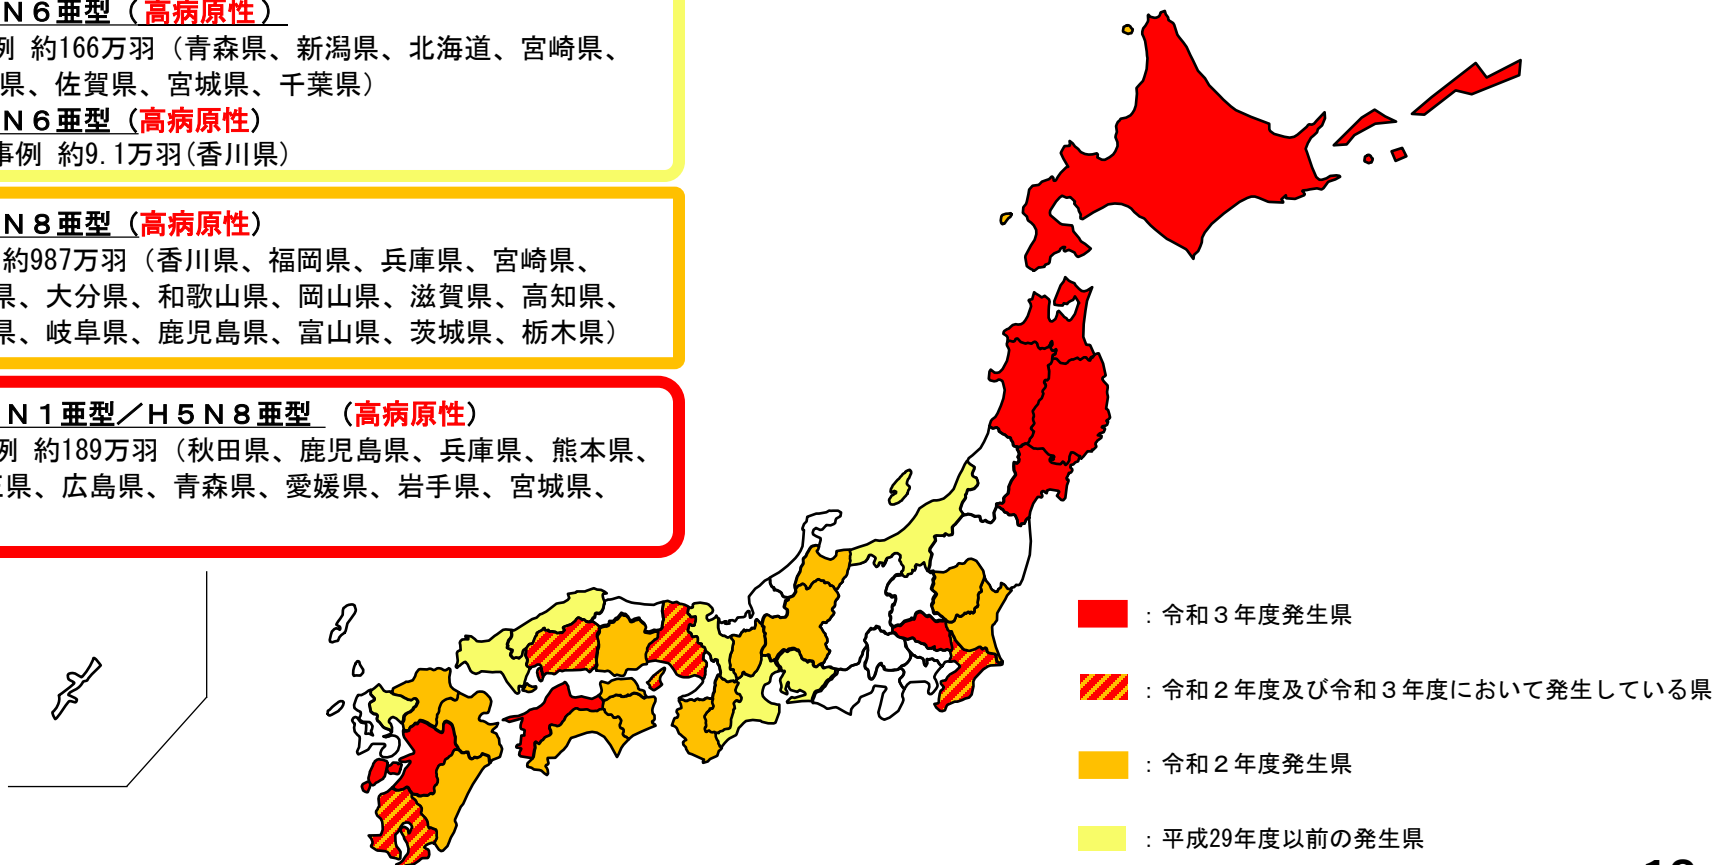 Ｎ６亜型（高病原性）
例 約166万羽（青森県、新潟県、北海道、宮崎県、
県、佐賀県、宮城県、千葉県）
Ｎ６亜型（高病原性）
事例 約9.1万羽(香川県)
Ｎ８亜型（高病原性）
約987万羽（香川県、福岡県、兵庫県、宮崎県、
県、大分県、和歌山県、岡山県、滋賀県、高知県、
県、岐阜県、鹿児島県、富山県、茨城県、栃木県）
Ｎ１亜型／Ｈ５Ｎ８亜型 （高病原性）
例 約189万羽（秋田県、鹿児島県、兵庫県、熊本県、
県、広島県、青森県、愛媛県、岩手県、宮城県、
：令和３年度発生県
：令和２年度及び令和３年度において発生している県
：令和２年度発生県
：平成29年度以前の発生県